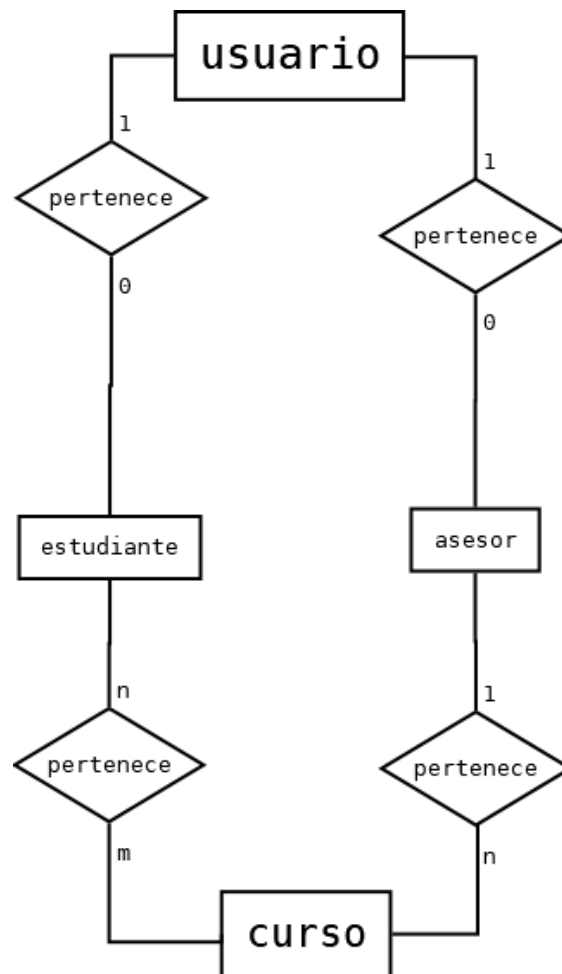 usuario
1
1
pertenece
pertenece
0
0
estudiante
asesor
n
1
pertenece
pertenece
m
n
curso